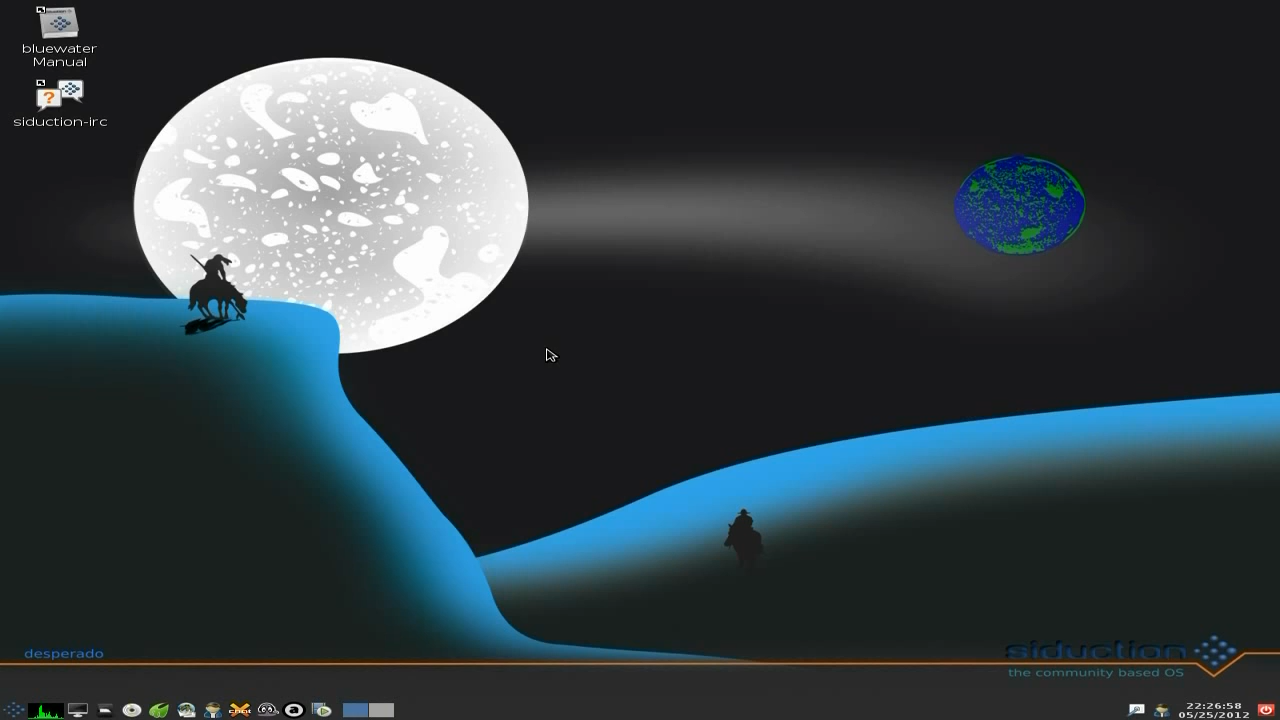 bluewater
Manual
siduction-irc
desperado
siduction
the community based OS
22:26:58
05/25/2012